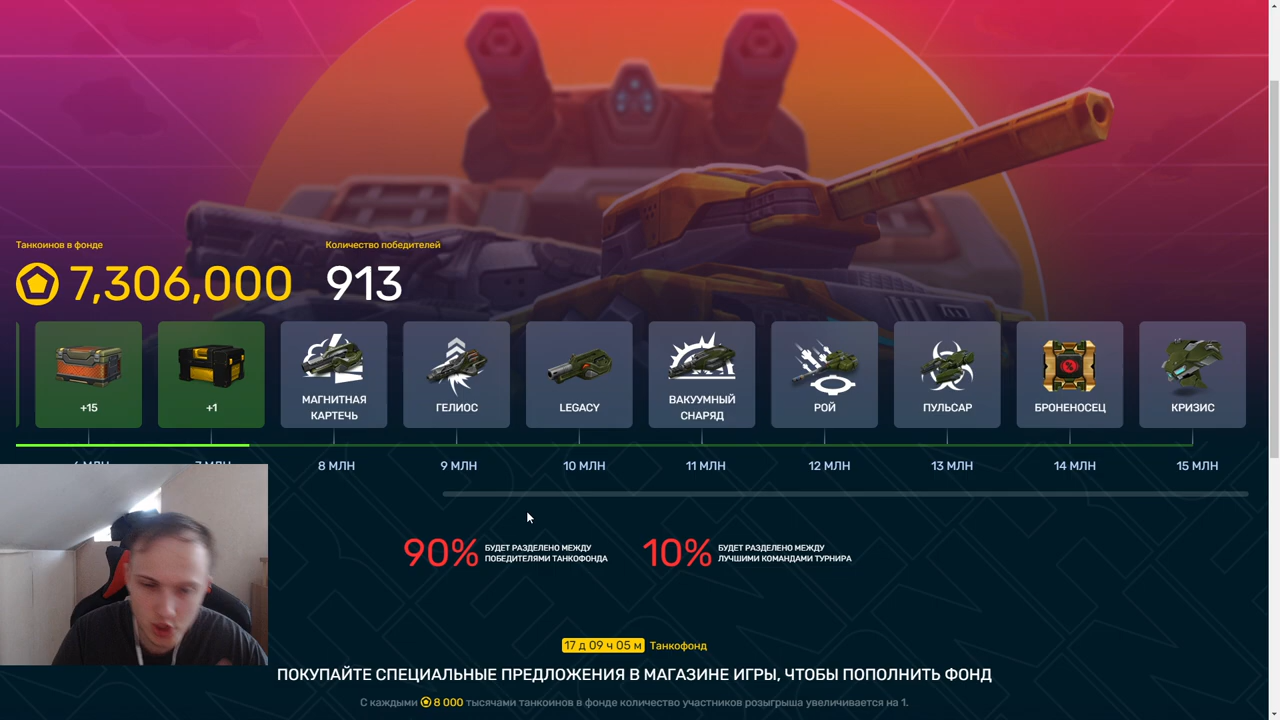 Танкоинов в фонде
Количество победителей
7,306,000
913
+15
+1
МАГНИТНАЯ
КАРТЕЧЬ
ГЕЛИОС
LEGACY
ВАКУУМНЫЙ
СНАРЯД
РОЙ
ПУЛЬСАР
БРОНЕНОСЕЦ
КРИЗИС
8 МЛН
9 МЛН
10 МЛН
11 МЛН
12 МЛН
13 МЛН
14 МЛН
15 МЛН
90%
БУДЕТ РАЗДЕЛЕНО МЕЖДУ
ПОБЕДИТЕЛЯМИ ТАНКОФОНДА
10%
БУДЕТ РАЗДЕЛЕНО МЕЖДУ
ЛУЧШИМИ КОМАНДАМИ ТУРНИРА
17 д 09 ч 05 м Танкофонд
ПОКУПАЙТЕ СПЕЦИАЛЬНЫЕ ПРЕДЛОЖЕНИЯ В МАГАЗИНЕ ИГРЫ, ЧТОБЫ ПОПОЛНИТЬ ФОНД
С каждыми 8 000 тысячами танкоинов в фонде количество участников розыгрыша увеличивается на 1.